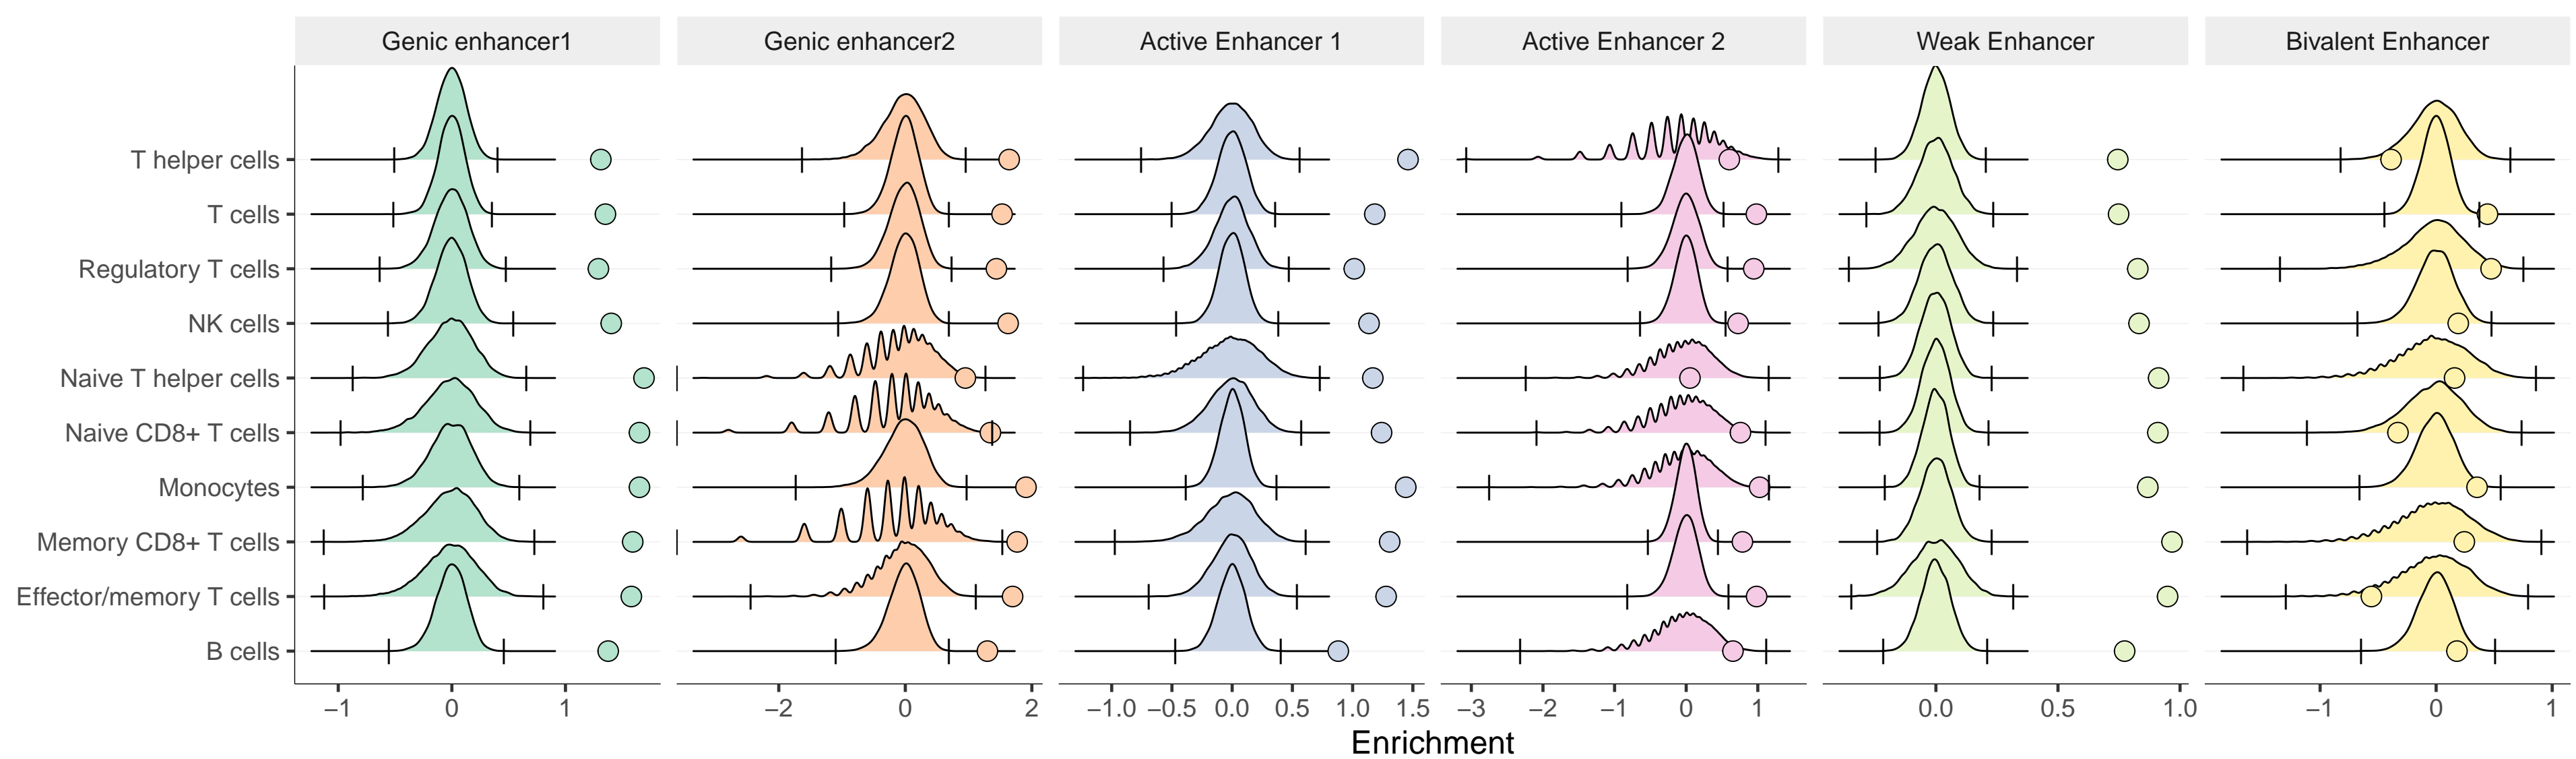 Genic enhancer1
Genic enhancer2
Active Enhancer 1
Active Enhancer 2
Weak Enhancer
Bivalent Enhancer
T helper cells
T cells
Regulatory T cells
NK cells
Naive T helper cells
Naive CD8+ T cells
Monocytes
Memory CD8+ T cells
Effector/memory T cells
B cells
−1 0 1
−2 0 2
−1.0 −0.5 0.0 0.5 1.0 1.5
−3 −2 −1 0 1
0.0 0.5 1.0
−1 0 1
Enrichment